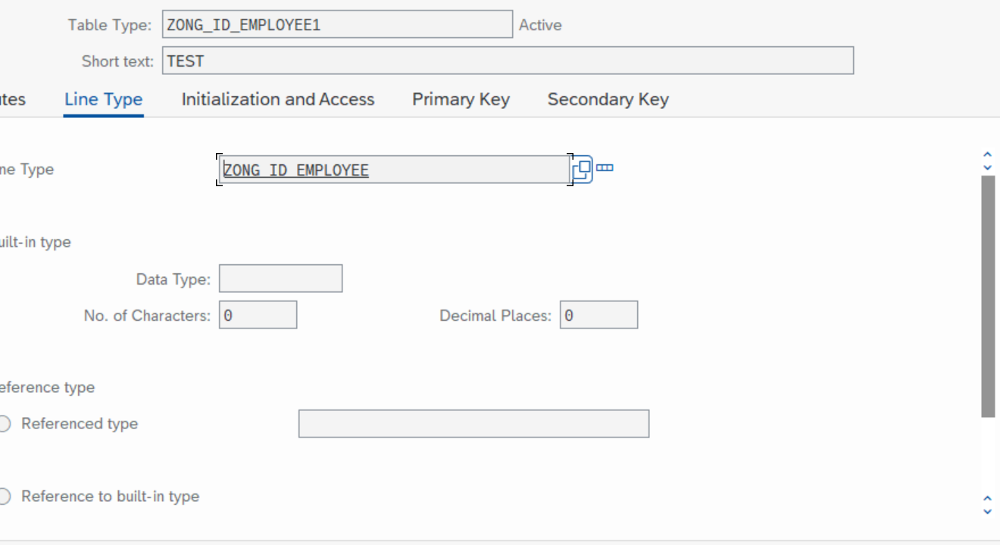 Table Type: ZONG_ID_EMPLOYEE1 Active
Short text: TEST
utes Line Type Initialization and Access Primary Key Secondary Key
ne Type ZONG_ID_EMPLOYEE
uilt-in type
Data Type:
No. of Characters: 0 Decimal Places: 0
eference type
Referenced type
Reference to built-in type